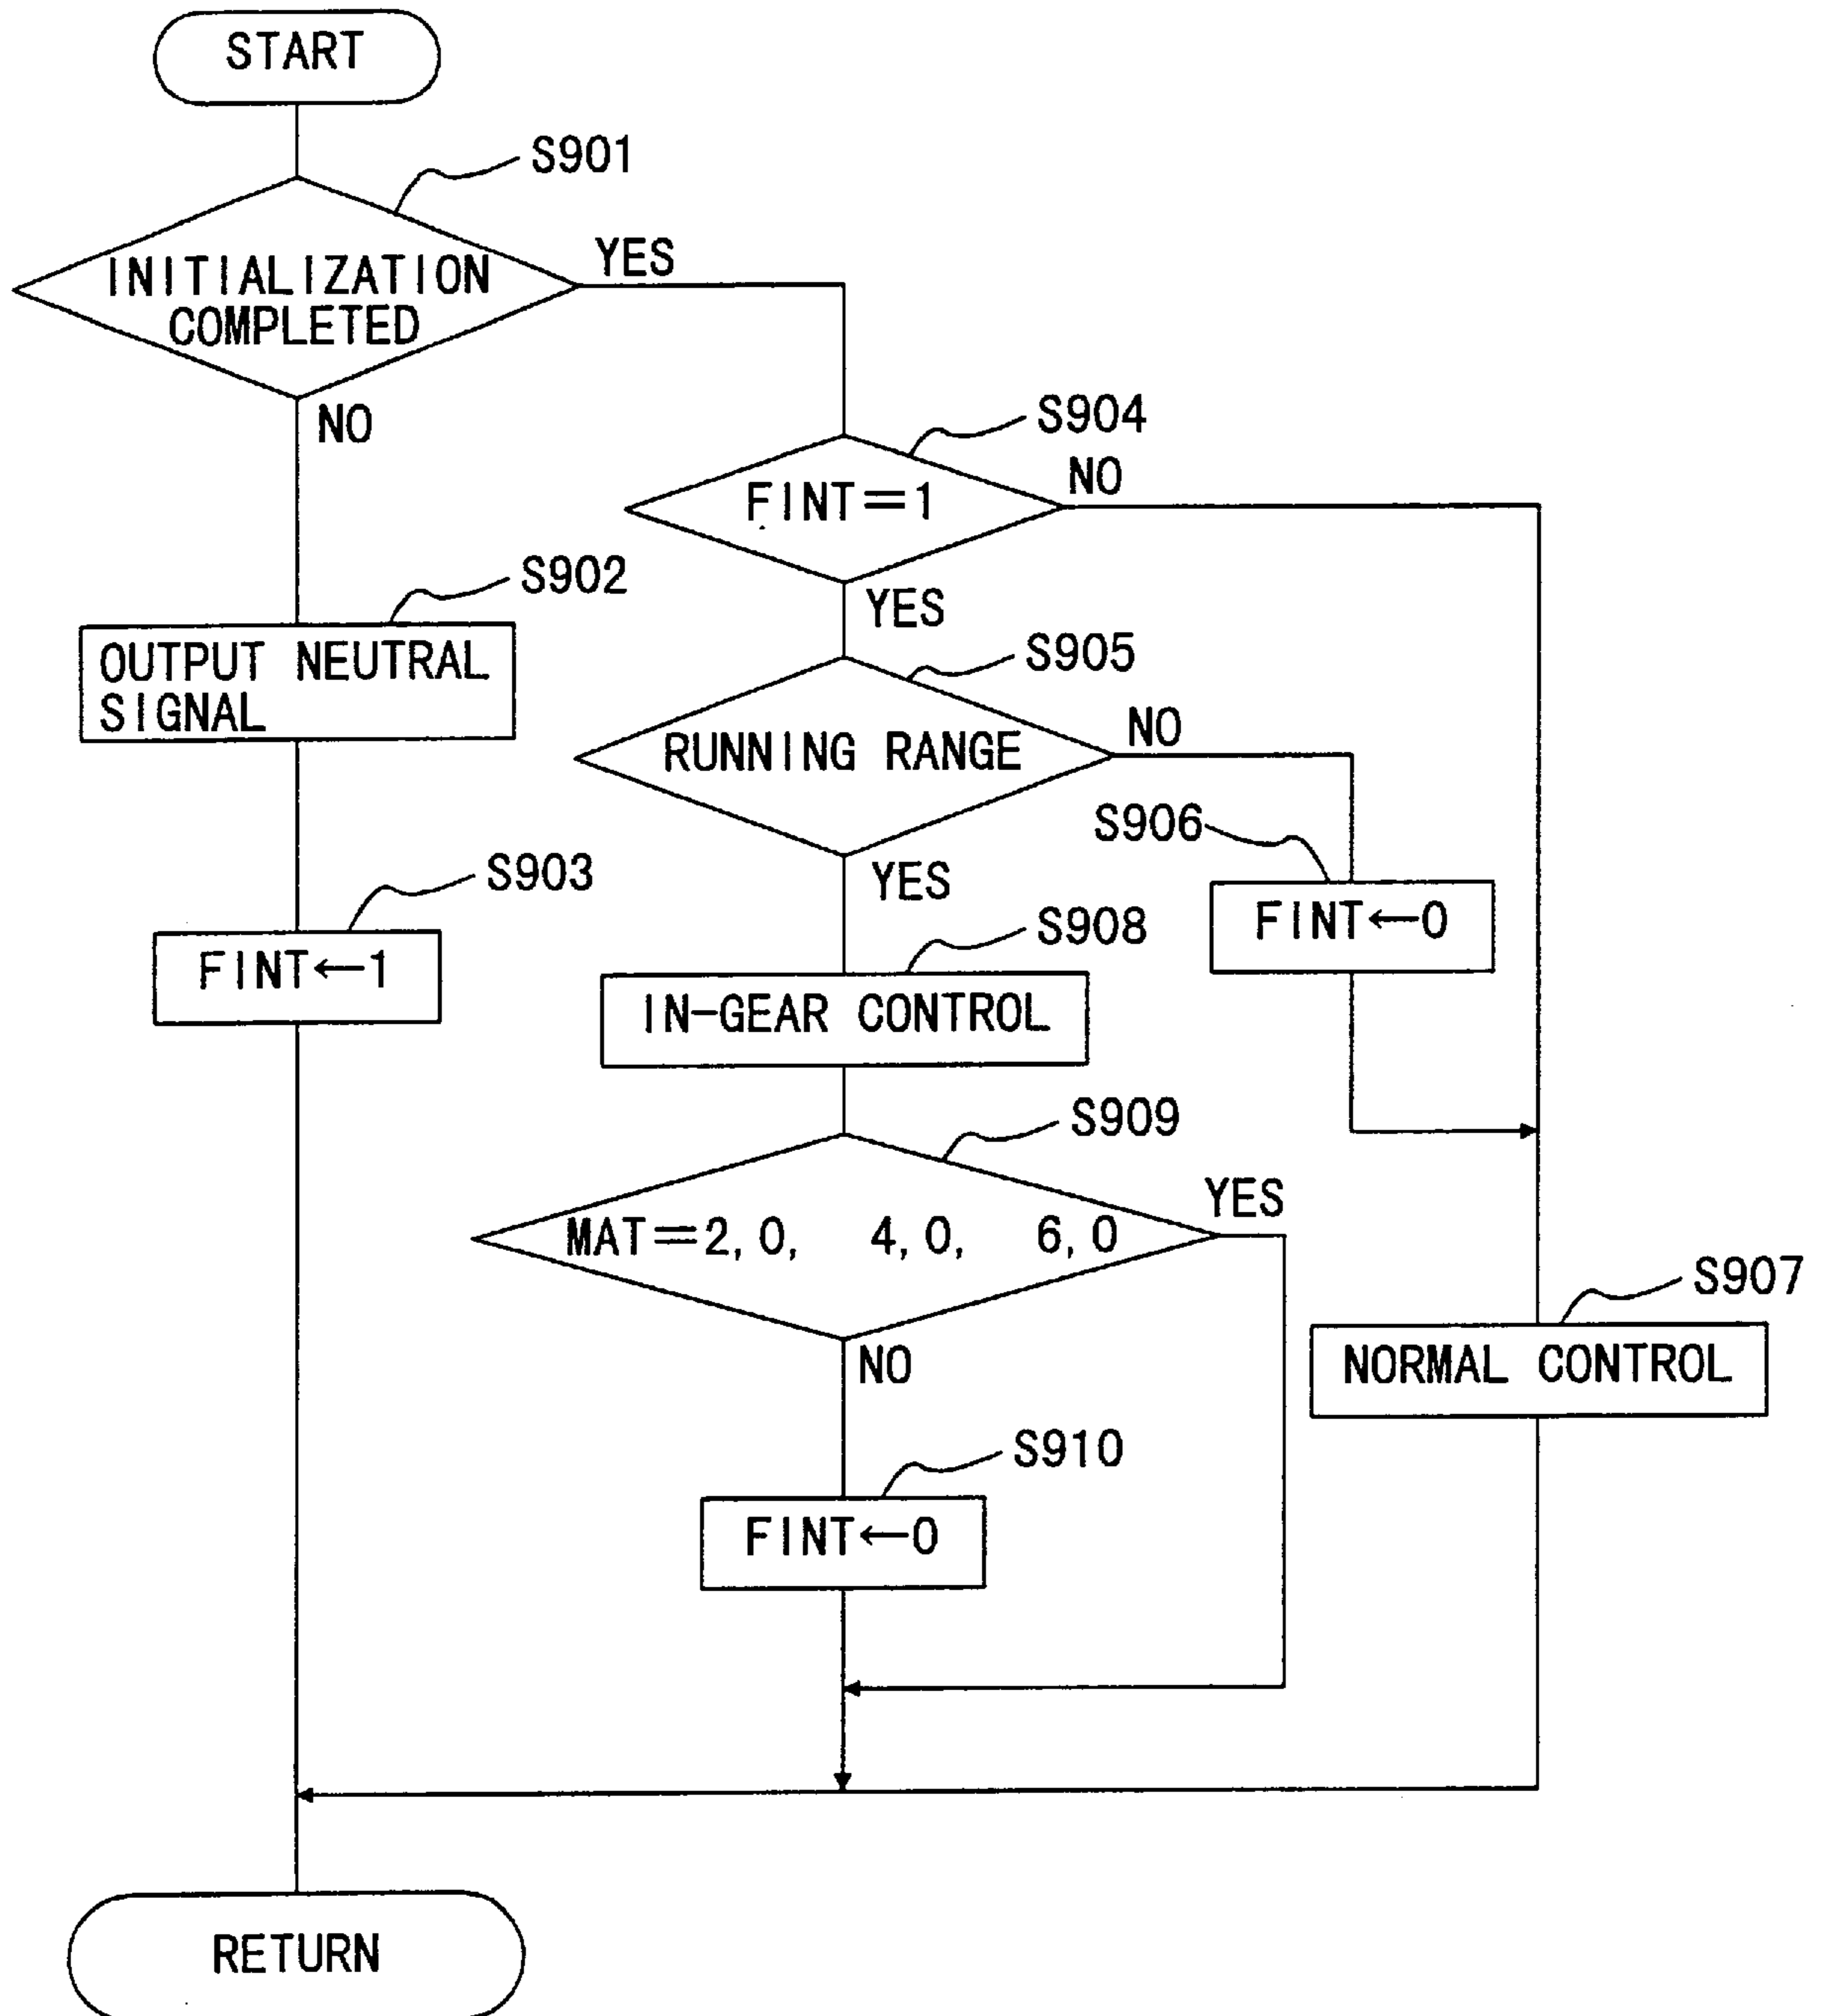 START
S901
INITIALIZATION
COMPLETED
YES
NO
S904
FINT=1
NO
YES
S902
OUTPUT NEUTRAL
SIGNAL
S905
RUNNING RANGE
NO
YES
S906
FINT←0
S903
FINT←1
S908
IN-GEAR CONTROL
S909
MAT=2,0, 4,0, 6,0
YES
NO
S907
NORMAL CONTROL
S910
FINT←0
RETURN